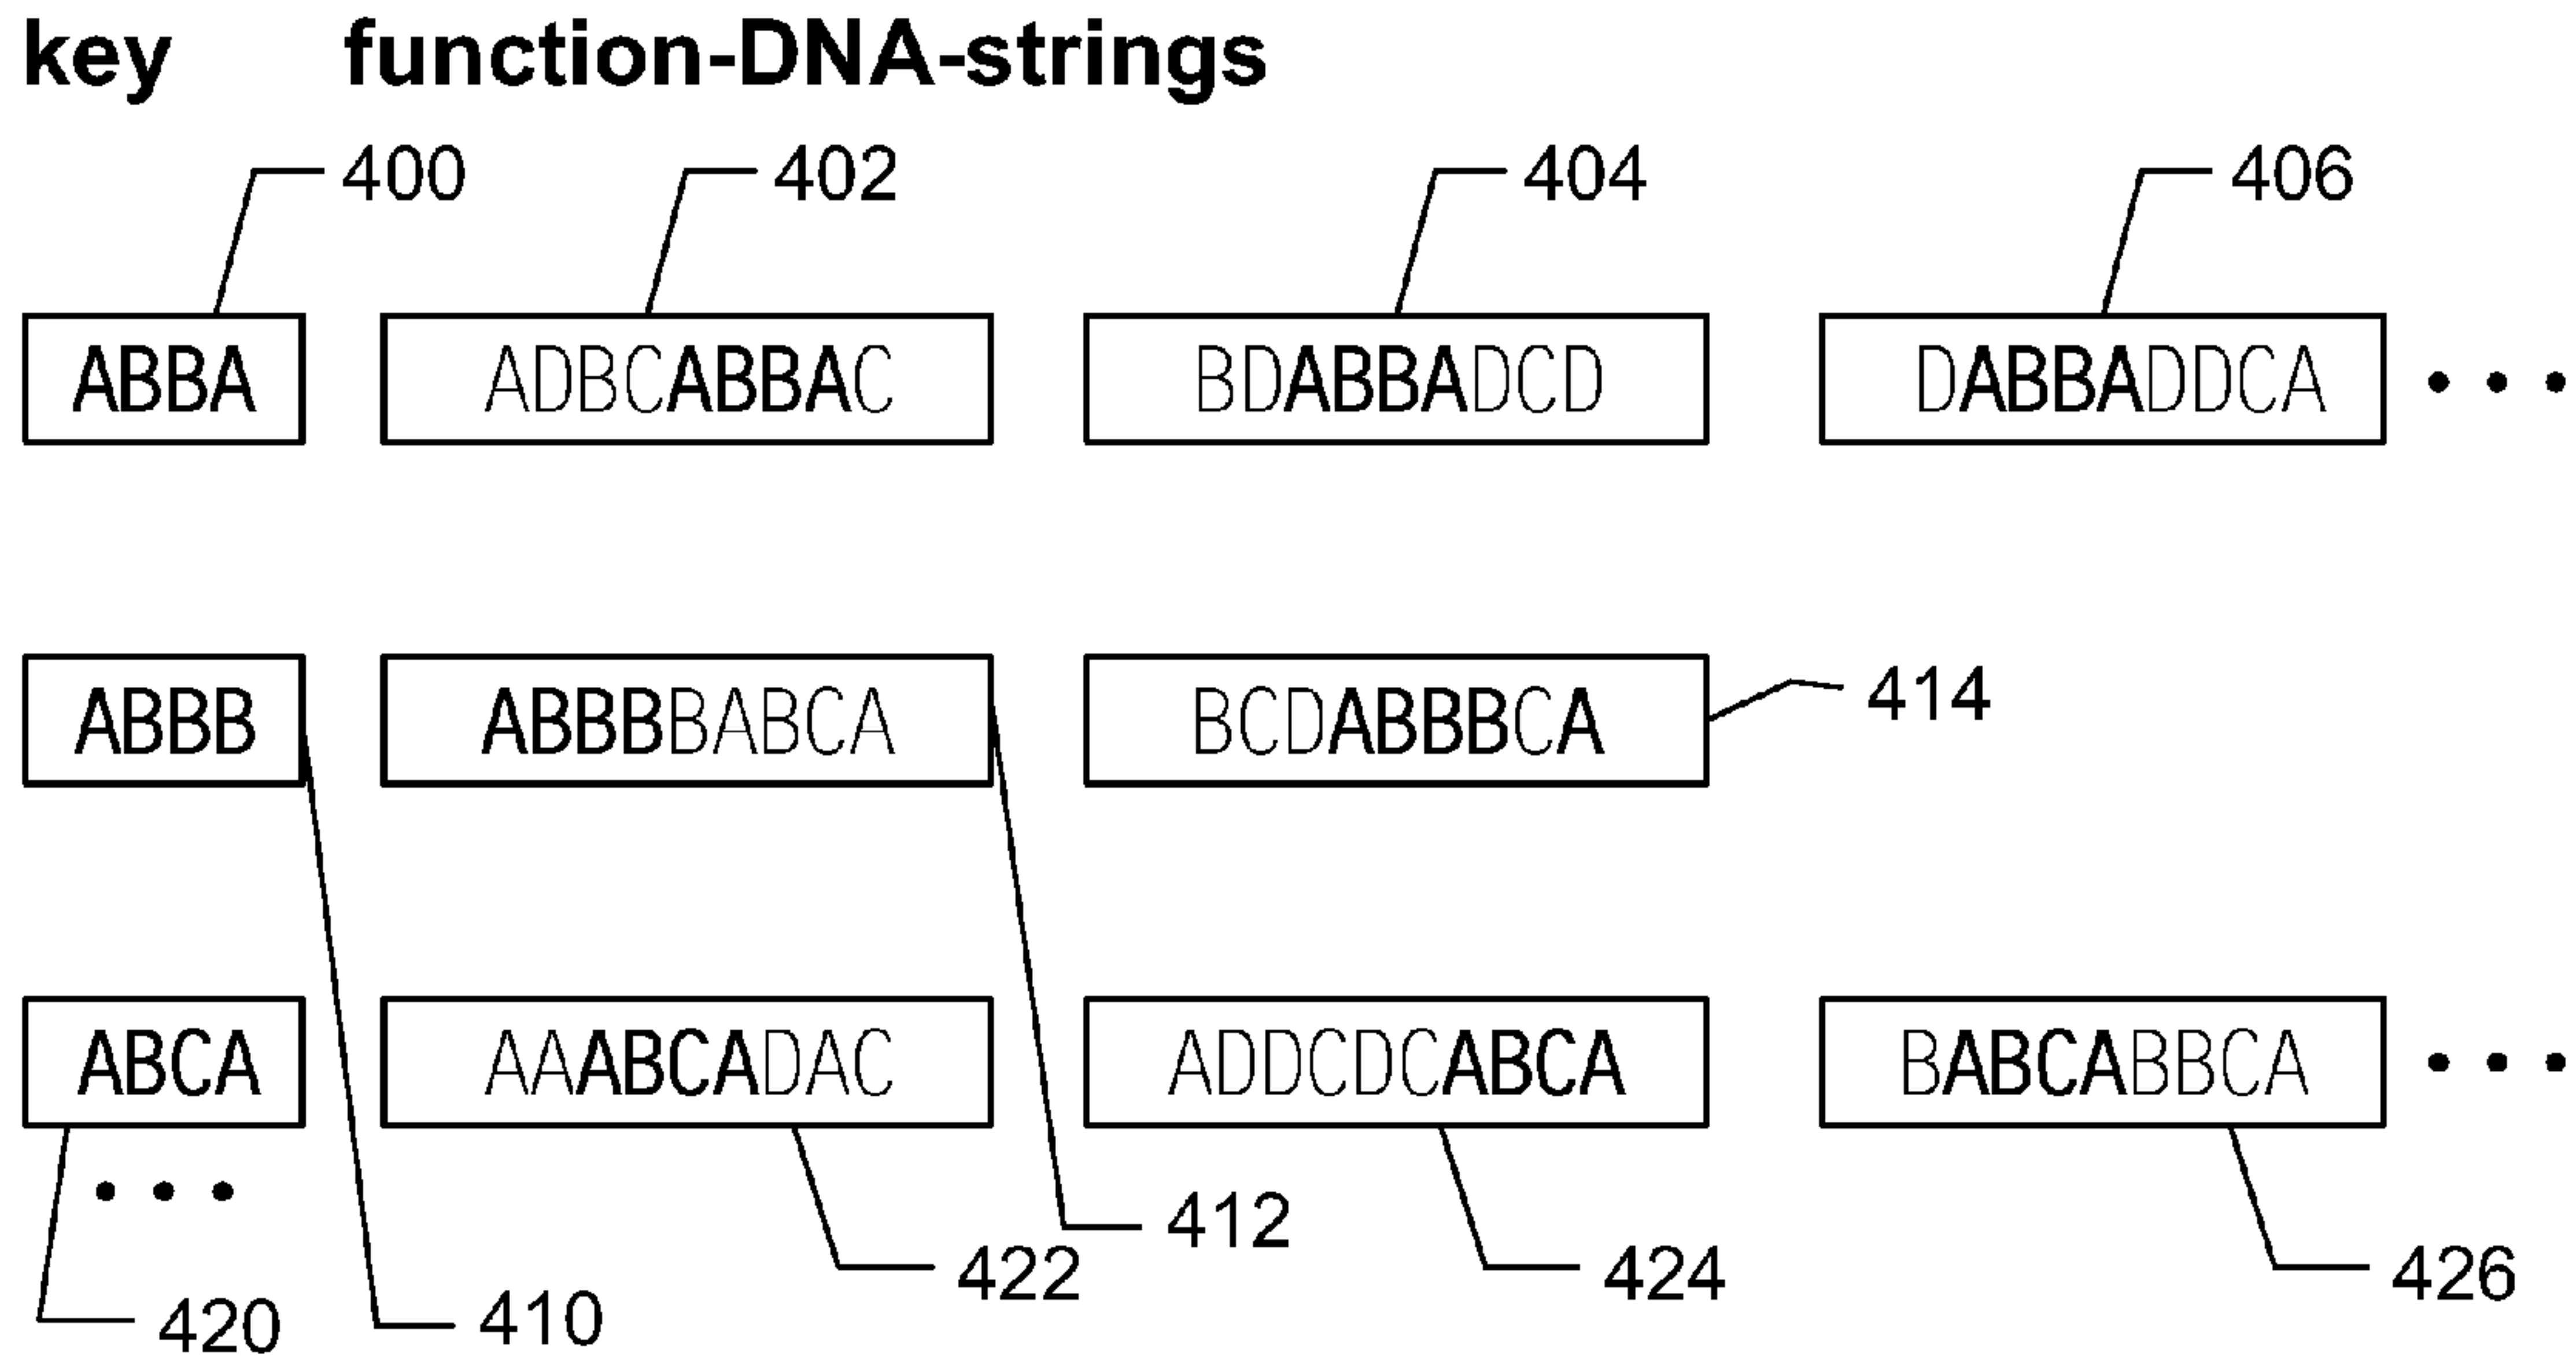 key function-DNA-strings
400 402 404 406
ABBA ADBCABBAC BDABBADCD DABBADDCA • • •
ABBB ABBBBABCA BCDABBBCA 414
ABCA AAABCADAC ADDCDCABCA BABCABBCA • • •
• • •
412
422 424 426
420 410